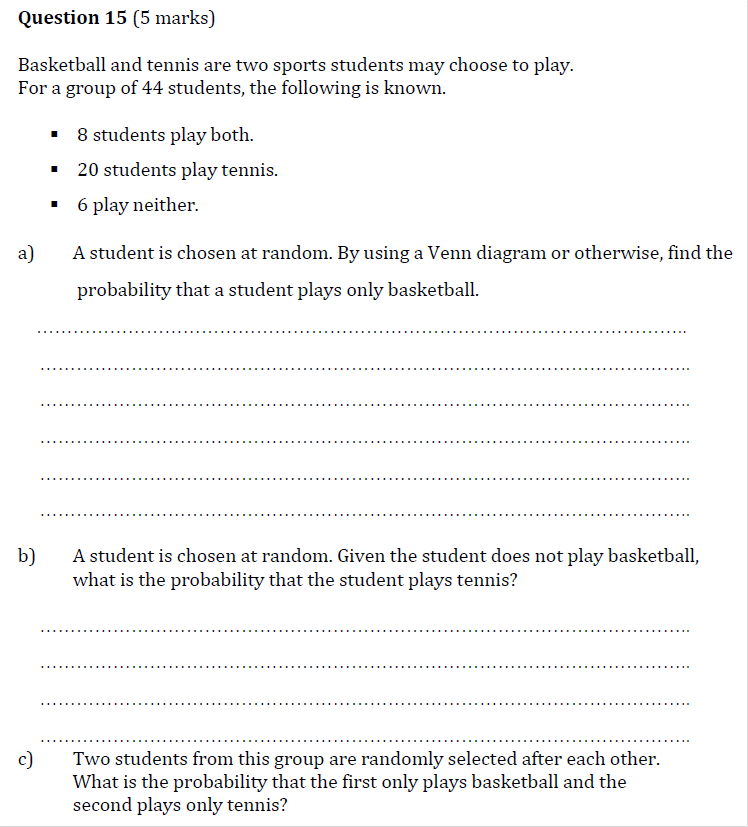 Question 15 (5 marks)
Basketball and tennis are two sports students may choose to play.
For a group of 44 students, the following is known.
▪ 8 students play both.
▪ 20 students play tennis.
▪ 6 play neither.
a) A student is chosen at random. By using a Venn diagram or otherwise, find the
probability that a student plays only basketball.
b) A student is chosen at random. Given the student does not play basketball,
what is the probability that the student plays tennis?
c) Two students from this group are randomly selected after each other.
What is the probability that the first only plays basketball and the
second plays only tennis?